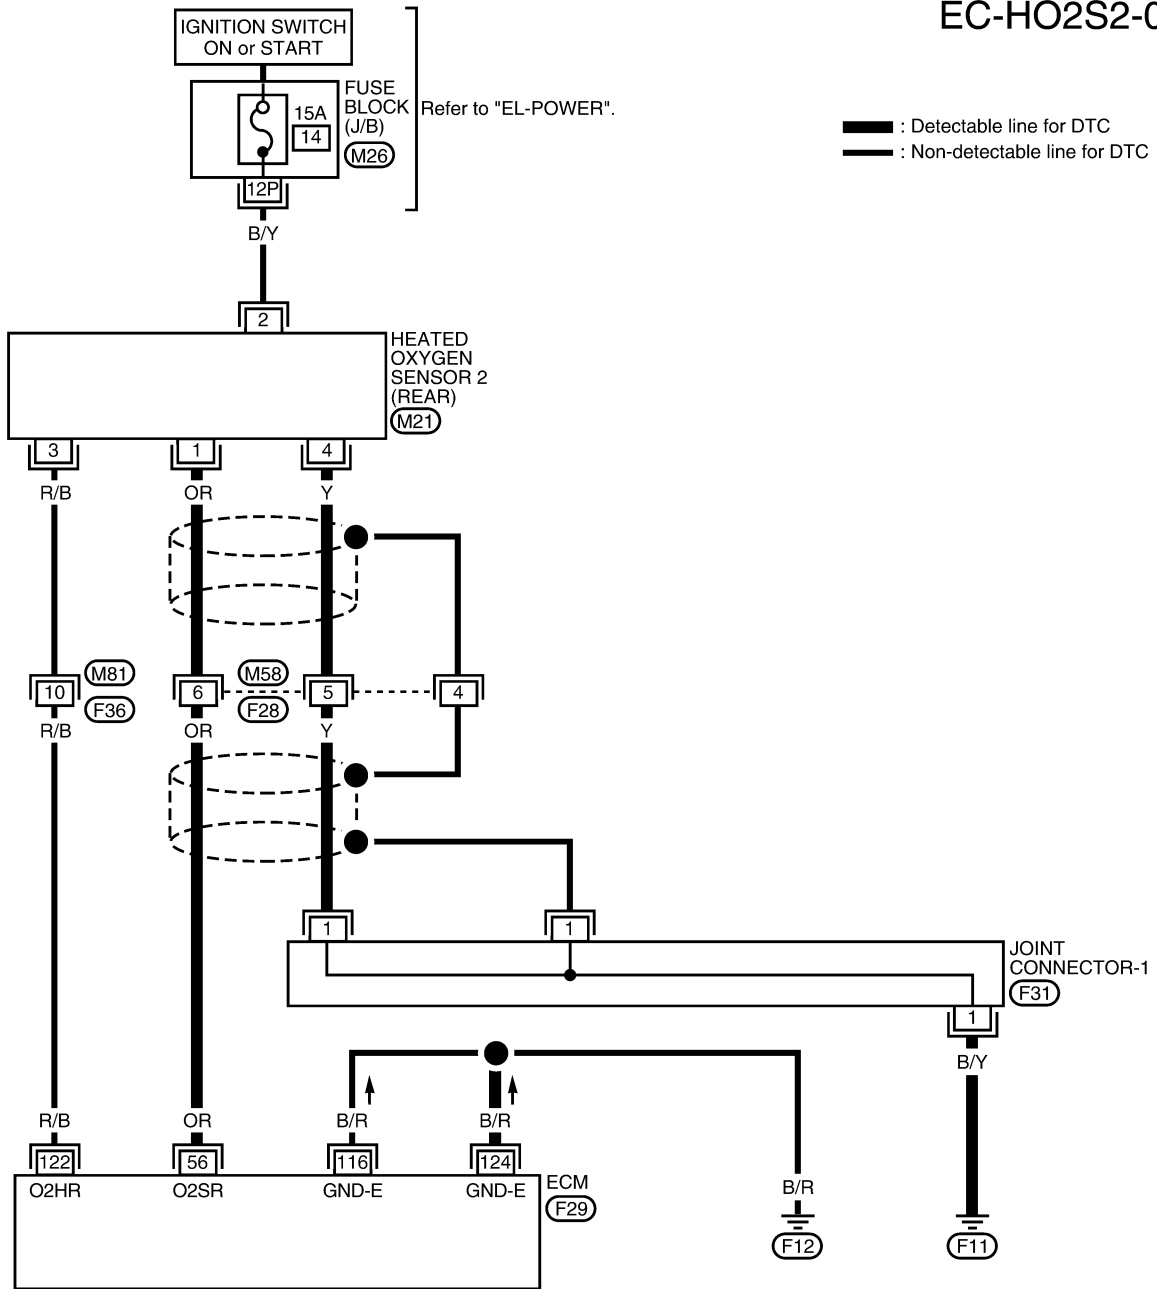 EC-HO2S2-0
IGNITION SWITCH
ON or START
FUSE
BLOCK
(J/B)
M26
15A
14
Refer to "EL-POWER".
: Detectable line for DTC
: Non-detectable line for DTC
12P
B/Y
2
HEATED
OXYGEN
SENSOR 2
(REAR)
M21
3
1
4
R/B
OR
Y
M81
M58
10
6
5
4
F36
F28
R/B
OR
Y
1
1
JOINT
CONNECTOR-1
F31
1
B/Y
R/B
OR
B/R
B/R
122
56
116
124
O2HR
O2SR
GND-E
GND-E
ECM
F29
B/R
F12
F11